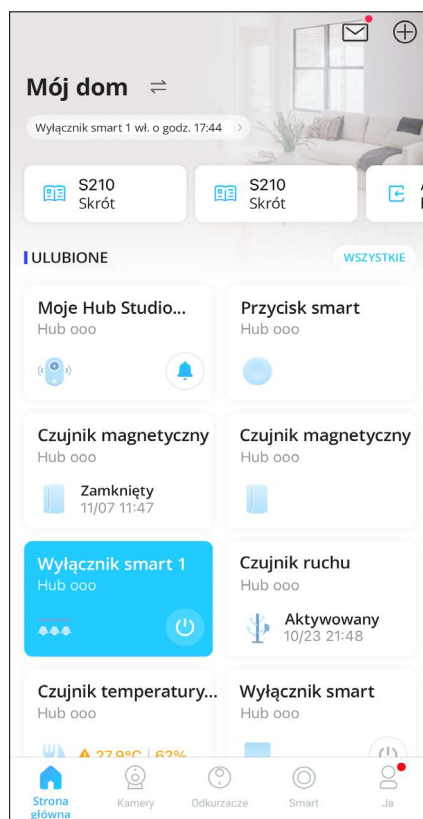 Mój dom
Wyłącznik smart 1 wł. o godz. 17:44
S210
Skrót
S210
Skrót
ULUBIONE
WSZYSTKIE
Moje Hub Studio...
Hub ooo
Przycisk smart
Hub ooo
Czujnik magnetyczny
Hub ooo
Zamknięty
11/07 11:47
Czujnik magnetyczny
Hub ooo
Wyłącznik smart 1
Hub ooo
Czujnik ruchu
Hub ooo
Aktywowany
10/23 21:48
Czujnik temperatury...
Hub ooo
27.9°C | 62%
Wyłącznik smart
Hub ooo
Strona
główna
Kamery
Odkurzacze
Smart
Ja